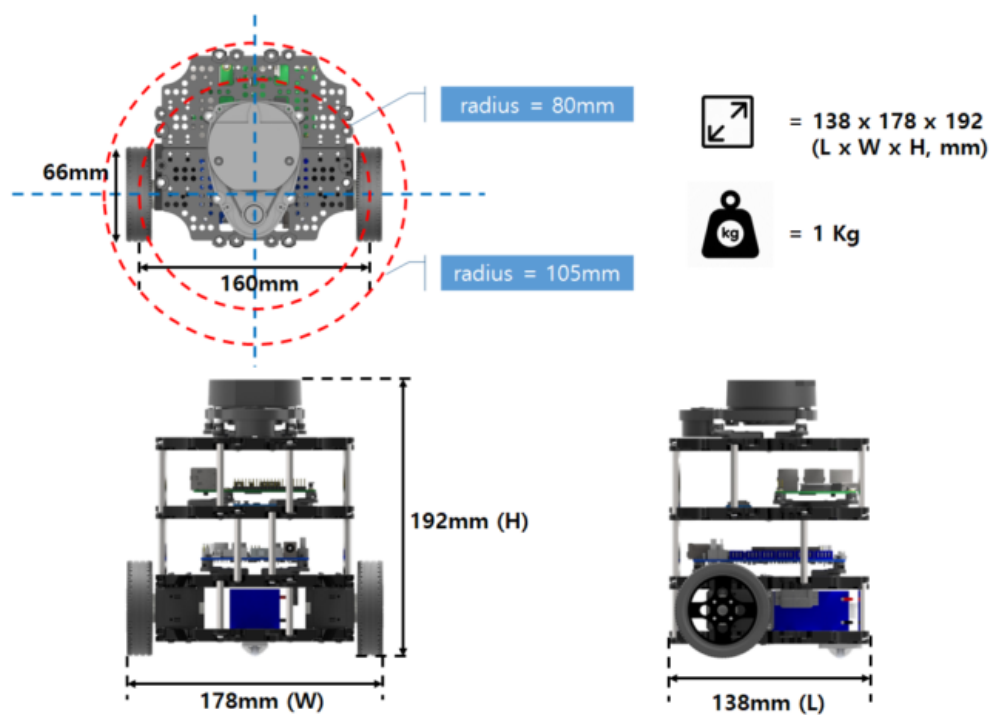 radius = 80mm
= 138 x 178 x 192
(L x W x H, mm)
66mm
kg
= 1 Kg
radius = 105mm
160mm
192mm (H)
178mm (W)
138mm (L)